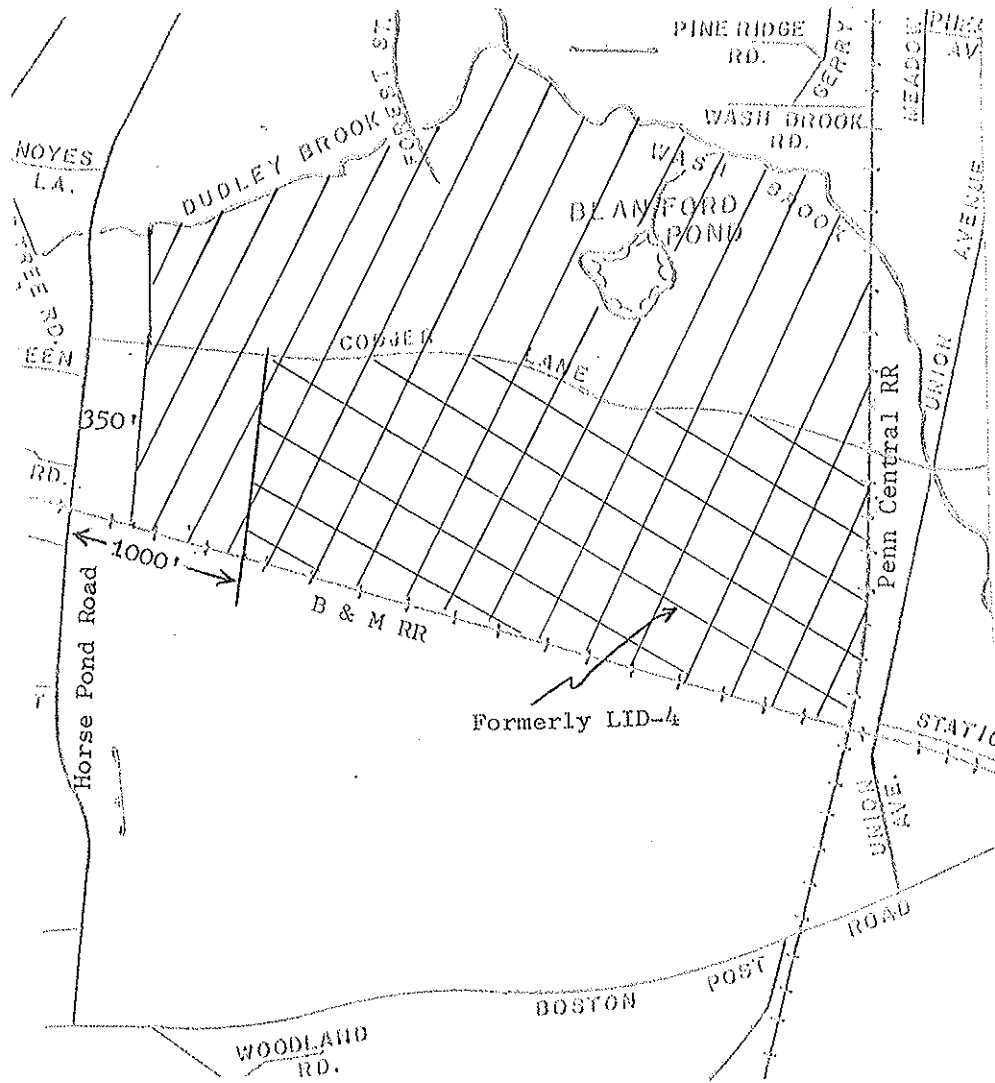 PINE RIDGE
RD.
GERRY
MEADOW
AV
WASH BROOK
RD.
FOREST ST.
DUDLEY BROOK
NOYES
LA.
WASH BROOK
BLANFORD
POND
UNION AVENUE
RD.
EEN
CODJER LANE
350'
RD.
1000'
B & M RR
Penn Central RR
Horse Pond Road
Formerly LID-4
STATIO
UNION
AVE.
BOSTON POST ROAD
WOODLAND
RD.